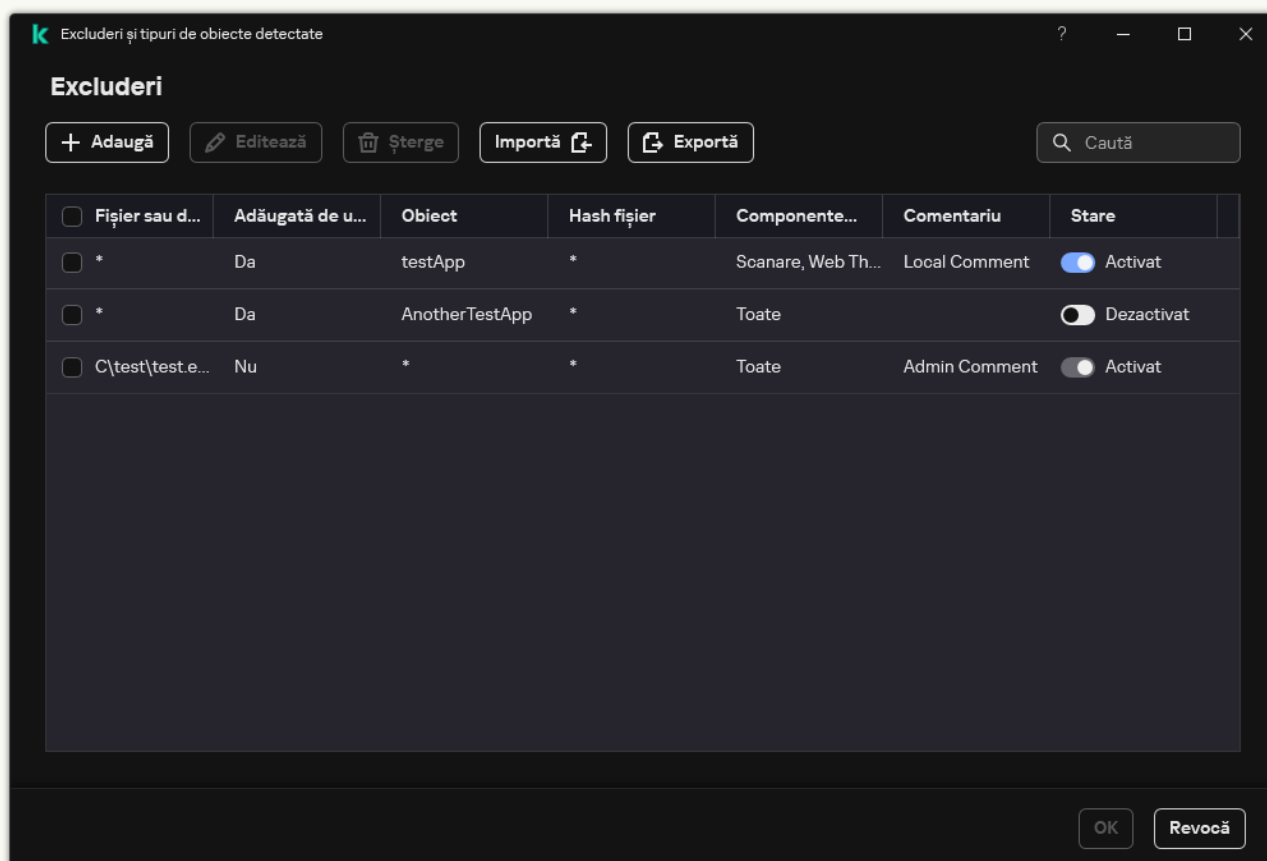 Excluderi și tipuri de obiecte detectate ?
Excluderi
+ Adaugă Editează Șterge Importă Exportă Caută
Fișier sau d... Adăugată de u... Obiect Hash fișier Componente... Comentariu Stare
* Da testApp * Scanare, Web Th... Local Comment Activat
* Da AnotherTestApp * Toate Dezactivat
C\test\test.e... Nu * * Toate Admin Comment Activat
OK Revocă